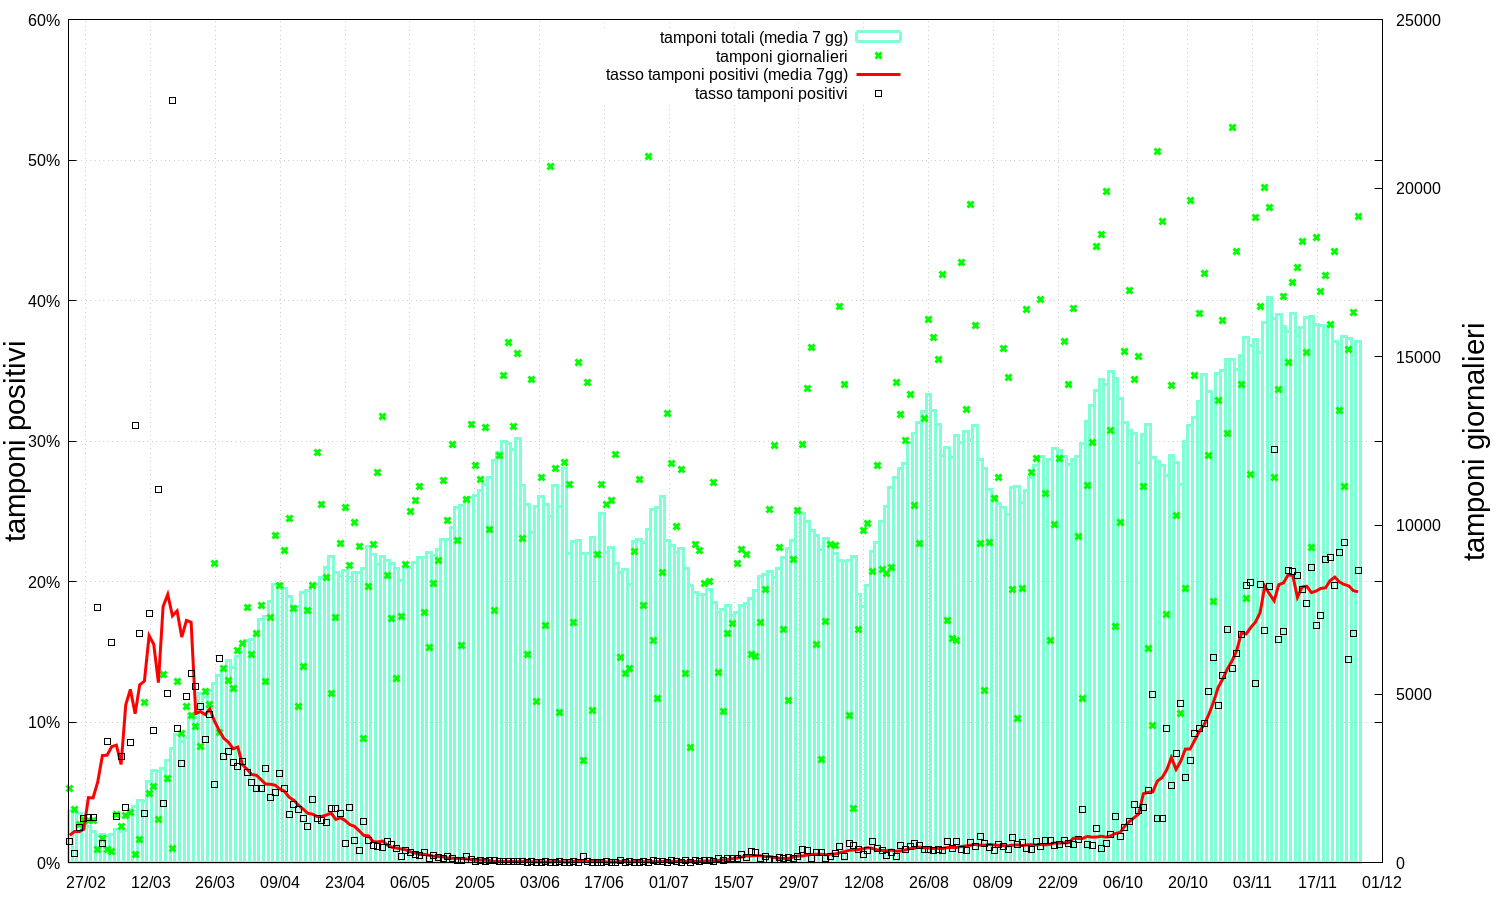 60%
50%
40%
30%
20%
10%
0%
25000
20000
15000
10000
5000
0
tamponi positivi
tamponi giornalieri
tamponi totali (media 7 gg)
tamponi giornalieri
tasso tamponi positivi (media 7gg)
tasso tamponi positivi
27/02 12/03 26/03 09/04 23/04 06/05 20/05 03/06 17/06 01/07 15/07 29/07 12/08 26/08 08/09 22/09 06/10 20/10 03/11 17/11 01/12